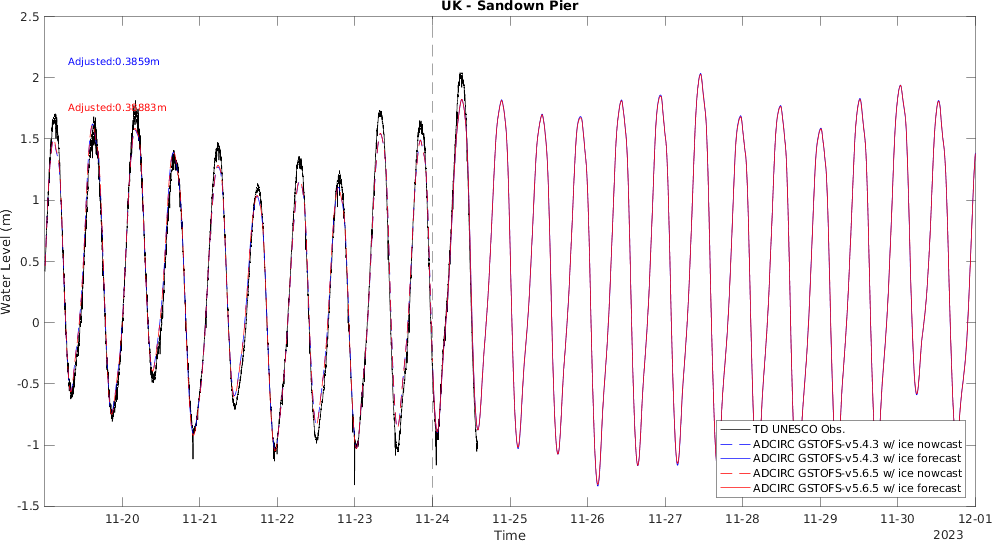 UK - Sandown Pier
2.5
2
1.5
1
0.5
0
-0.5
-1
-1.5
Water Level (m)
Adjusted:0.3859m
TD UNESCO Obs.
ADCIRC GSTOFS-v5.4.3 w/ ice nowcast
ADCIRC GSTOFS-v5.4.3 w/ ice forecast
ADCIRC GSTOFS-v5.6.5 w/ ice nowcast
ADCIRC GSTOFS-v5.6.5 w/ ice forecast
11-20 11-21 11-22 11-23 11-24 11-25 11-26 11-27 11-28 11-29 11-30 12-01
Time
2023